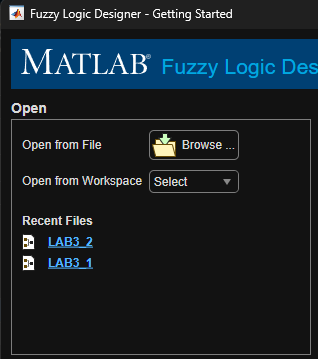 Fuzzy Logic Designer - Getting Started
MATLAB® Fuzzy Logic Des
Open
Open from File Browse ...
Open from Workspace Select
Recent Files
LAB3_2
LAB3_1